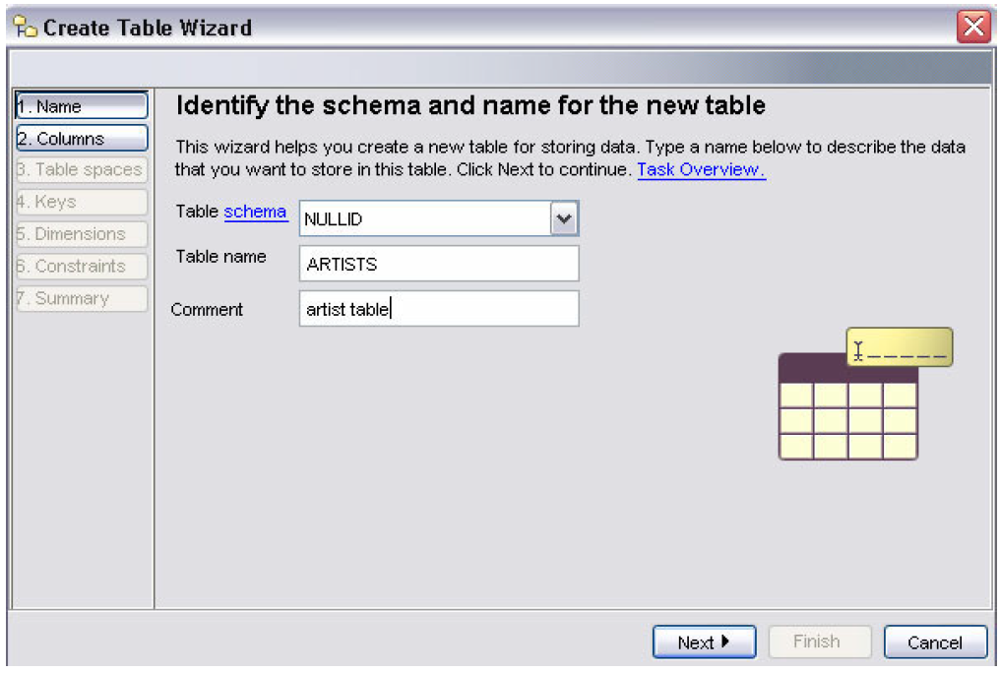 Create Table Wizard
1. Name
2. Columns
3. Table spaces
4. Keys
5. Dimensions
6. Constraints
7. Summary
Identify the schema and name for the new table
This wizard helps you create a new table for storing data. Type a name below to describe the data
that you want to store in this table. Click Next to continue. Task Overview.
Table schema NULLID
Table name ARTISTS
Comment artist table
Next Finish Cancel